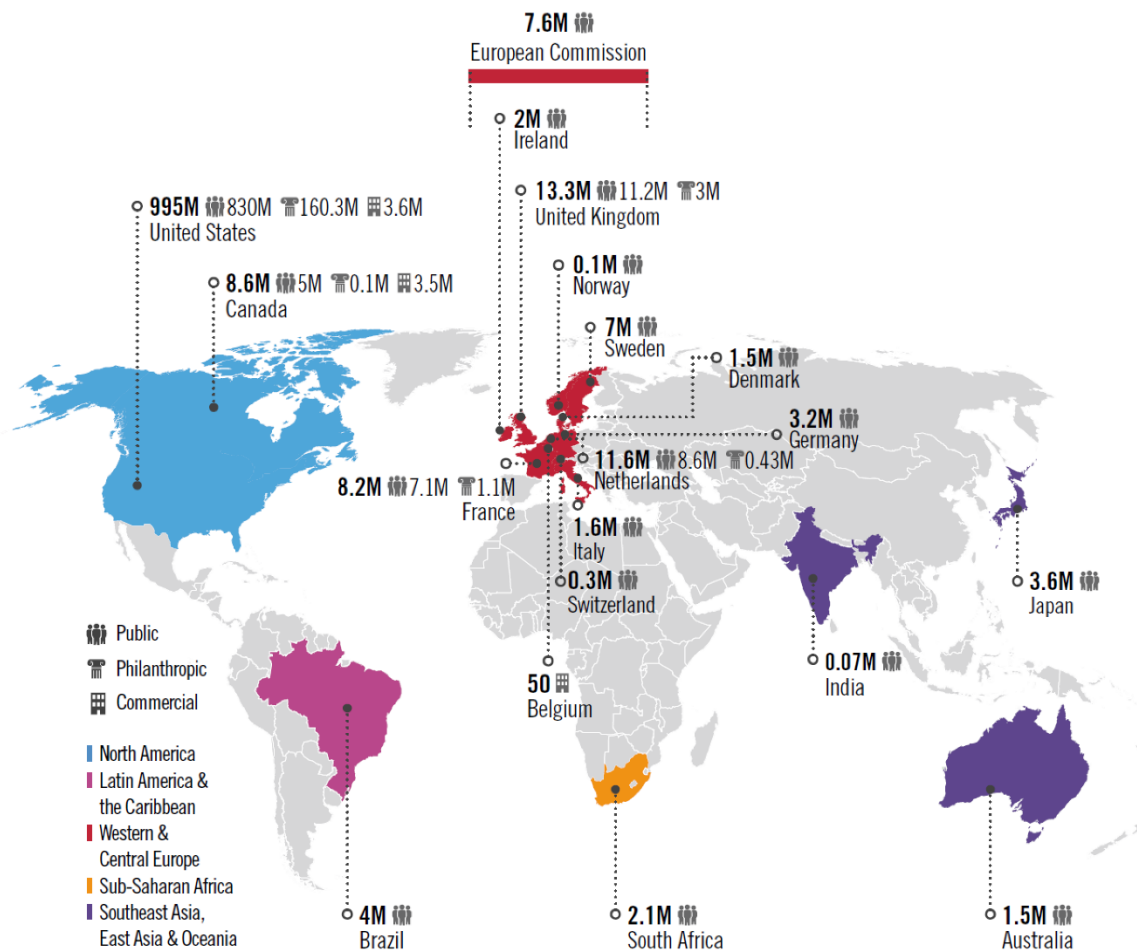 7.6M
European Commission
2M
Ireland
13.3M 11.2M 3M
United Kingdom
995M 830M 160.3M 3.6M
United States
0.1M
Norway
8.6M 5M 0.1M 3.5M
Canada
7M
Sweden
1.5M
Denmark
3.2M
Germany
11.6M 8.6M 0.43M
Netherlands
8.2M 7.1M 1.1M
France
1.6M
Italy
0.3M
Switzerland
3.6M
Japan
0.07M
India
50
Belgium
Public
Philanthropic
Commercial
North America
Latin America &
the Caribbean
Western &
Central Europe
Sub-Saharan Africa
Southeast Asia,
East Asia & Oceania
4M
Brazil
2.1M
South Africa
1.5M
Australia